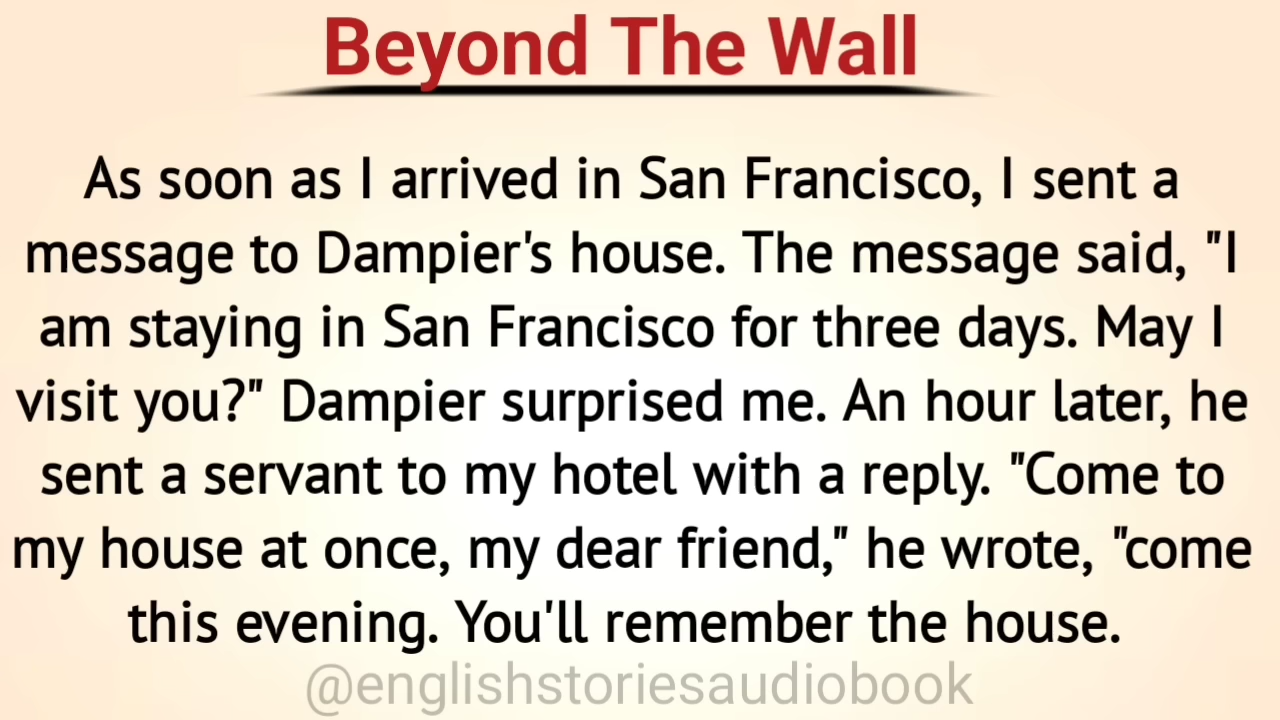 Beyond The Wall
As soon as I arrived in San Francisco, I sent a
message to Dampier's house. The message said, "I
am staying in San Francisco for three days. May I
visit you?" Dampier surprised me. An hour later, he
sent a servant to my hotel with a reply. "Come to
my house at once, my dear friend," he wrote, "come
this evening. You'll remember the house.
@englishstoriesaudiobook